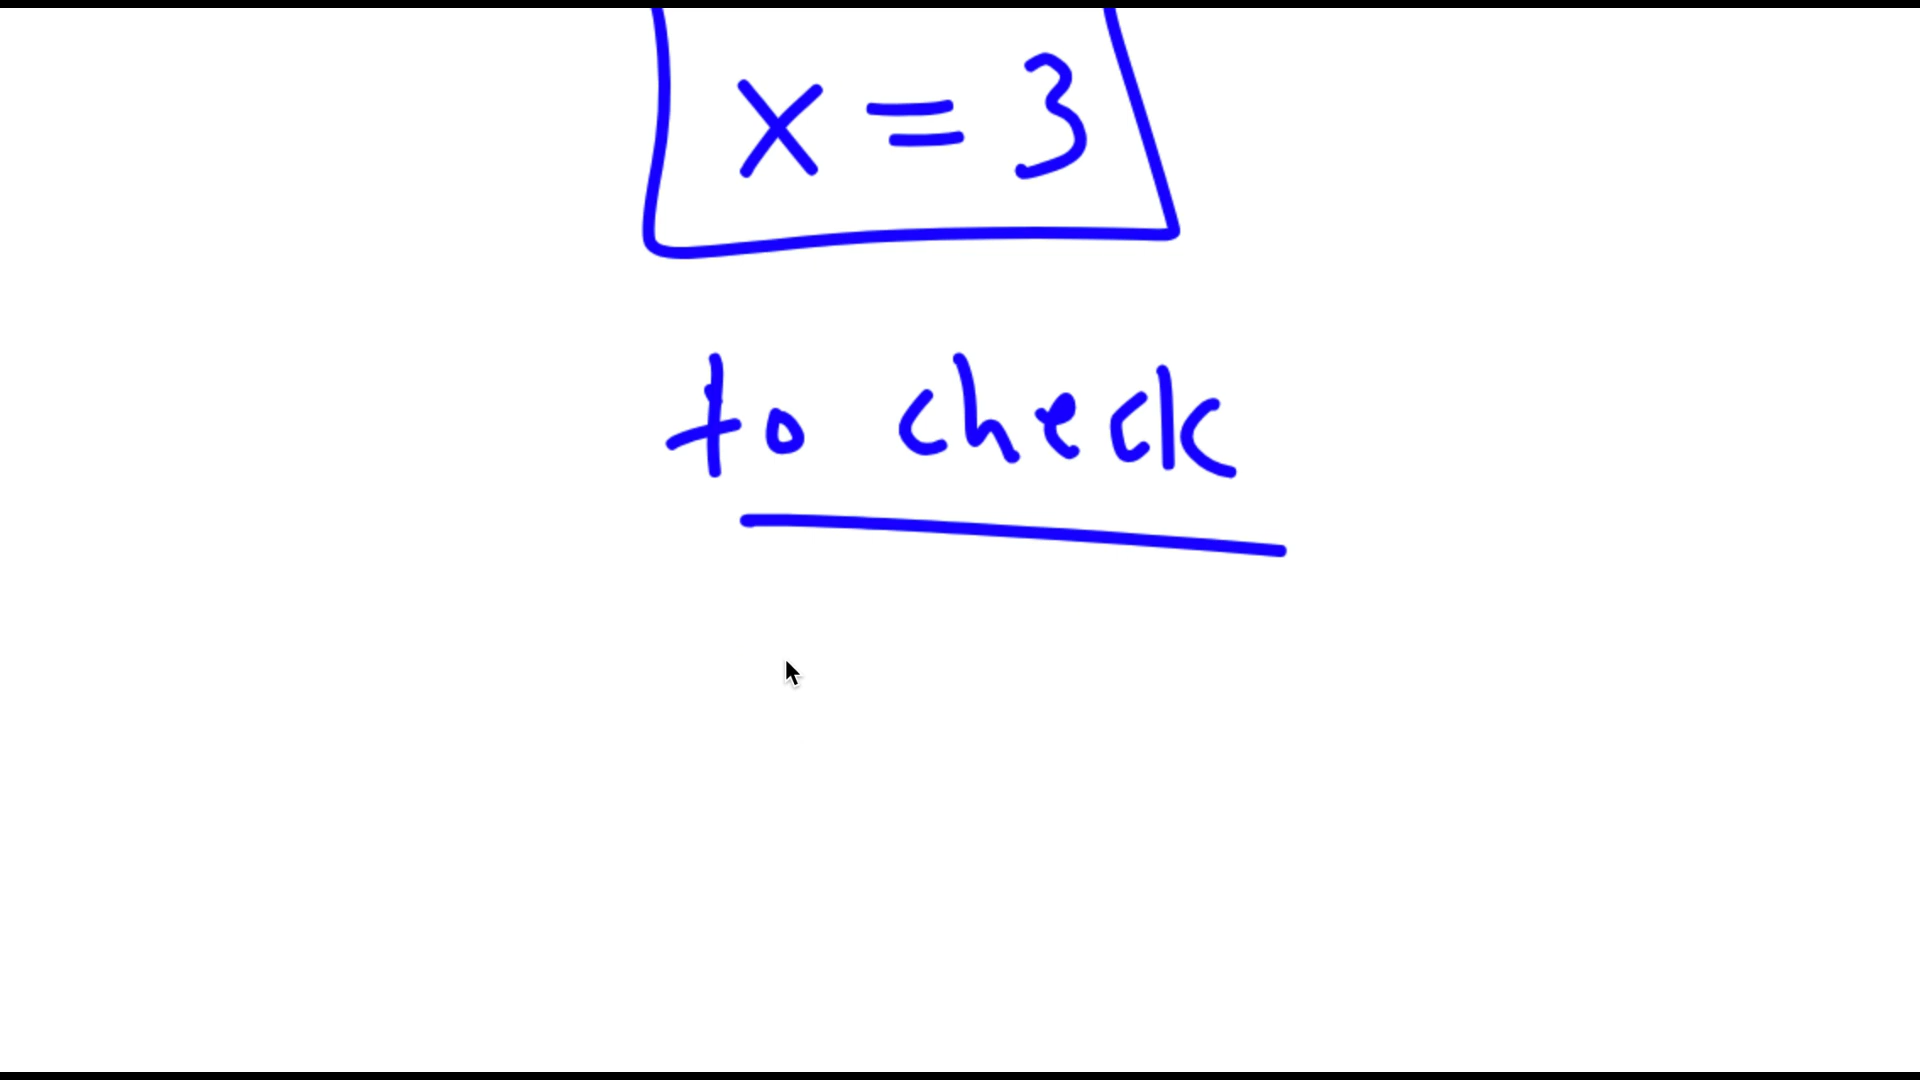 x = 3
to check